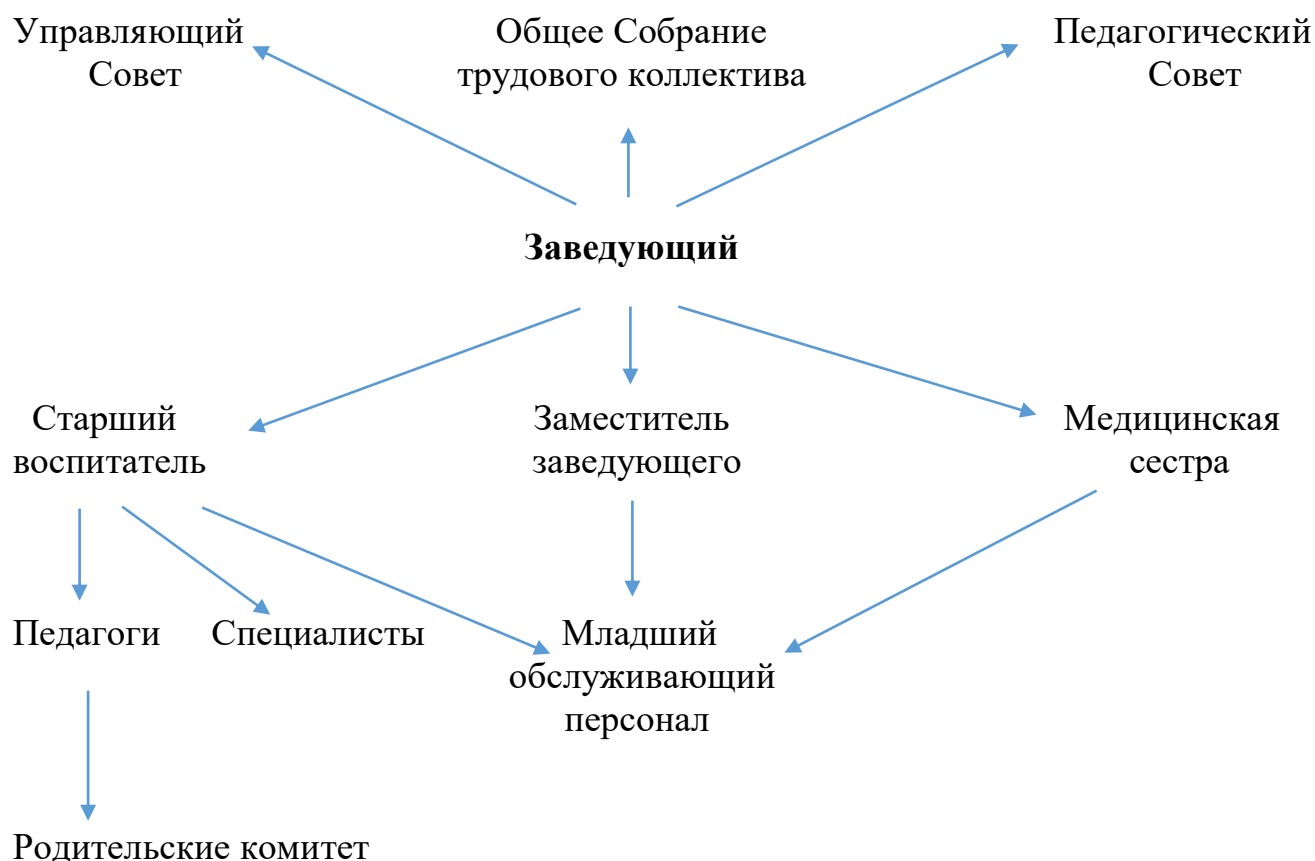 Управляющий
Совет
Общее Собрание
трудового коллектива
Педагогический
Совет
Заведующий
Старший
воспитатель
Заместитель
заведующего
Медицинская
сестра
Педагоги
Специалисты
Младший
обслуживающий
персонал
Родительские комитет